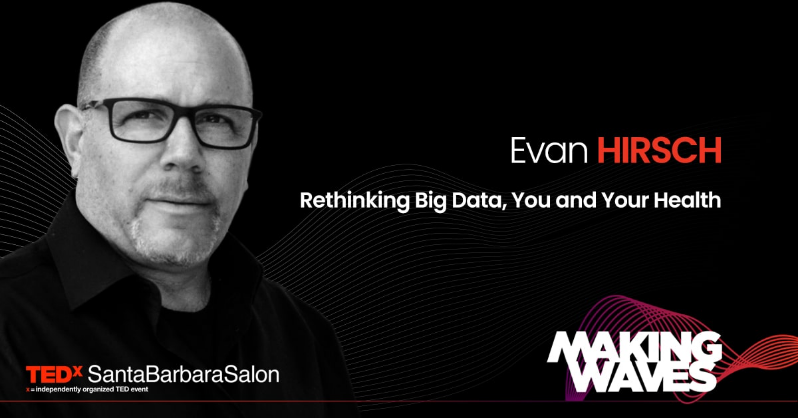 Evan HIRSCH
Rethinking Big Data, You and Your Health
MAKING
WAVES
TEDx SantaBarbaraSalon
x = independently organized TED event